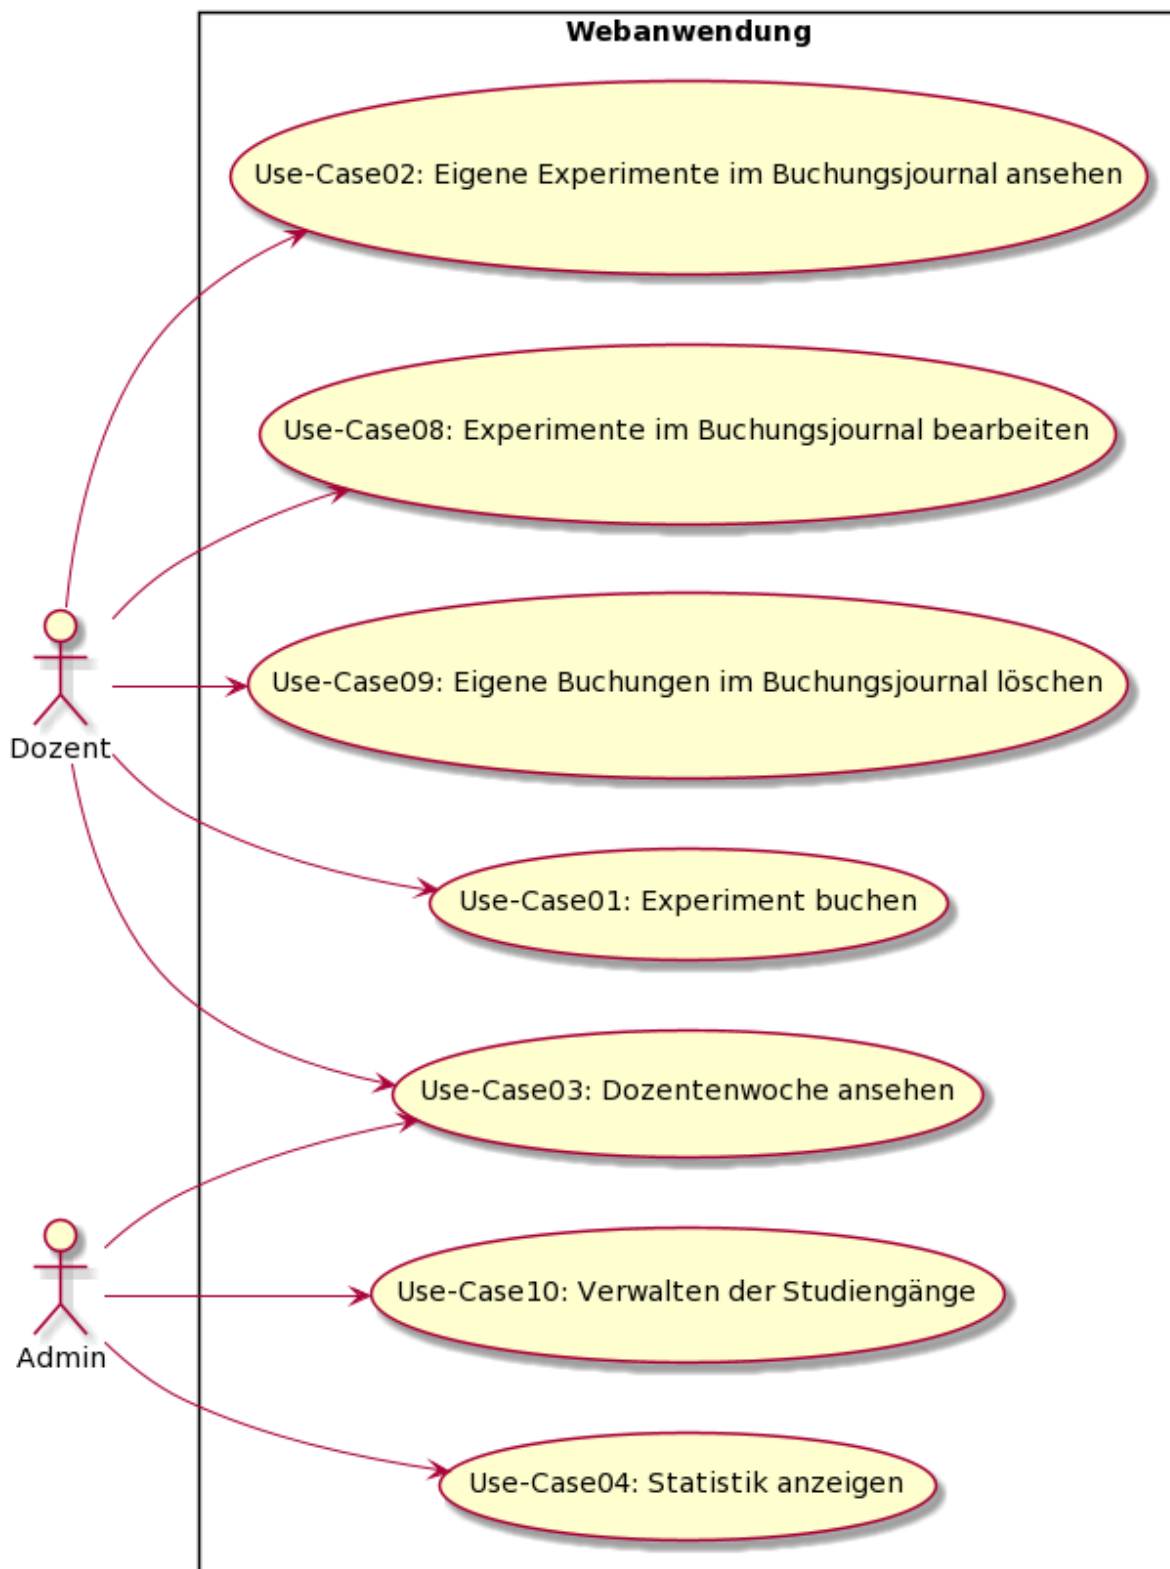 Webanwendung
Use-Case02: Eigene Experimente im Buchungsjournal ansehen
Use-Case08: Experimente im Buchungsjournal bearbeiten
Use-Case09: Eigene Buchungen im Buchungsjournal löschen
Dozent
Use-Case01: Experiment buchen
Use-Case03: Dozentenwoche ansehen
Use-Case10: Verwalten der Studiengänge
Admin
Use-Case04: Statistik anzeigen